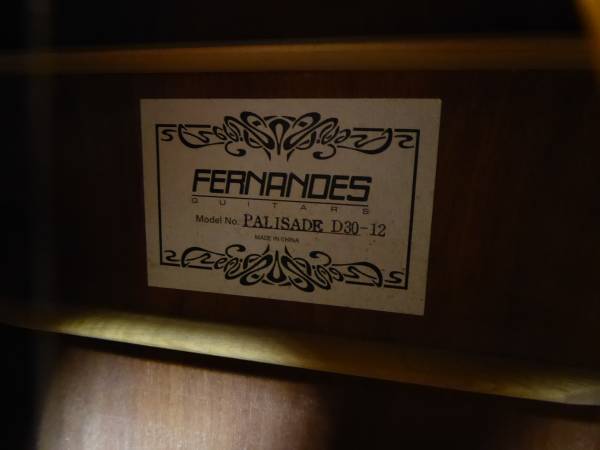 FERNANDES
GUITARS
Model No. PALISADE D30-12
MADE IN CHINA